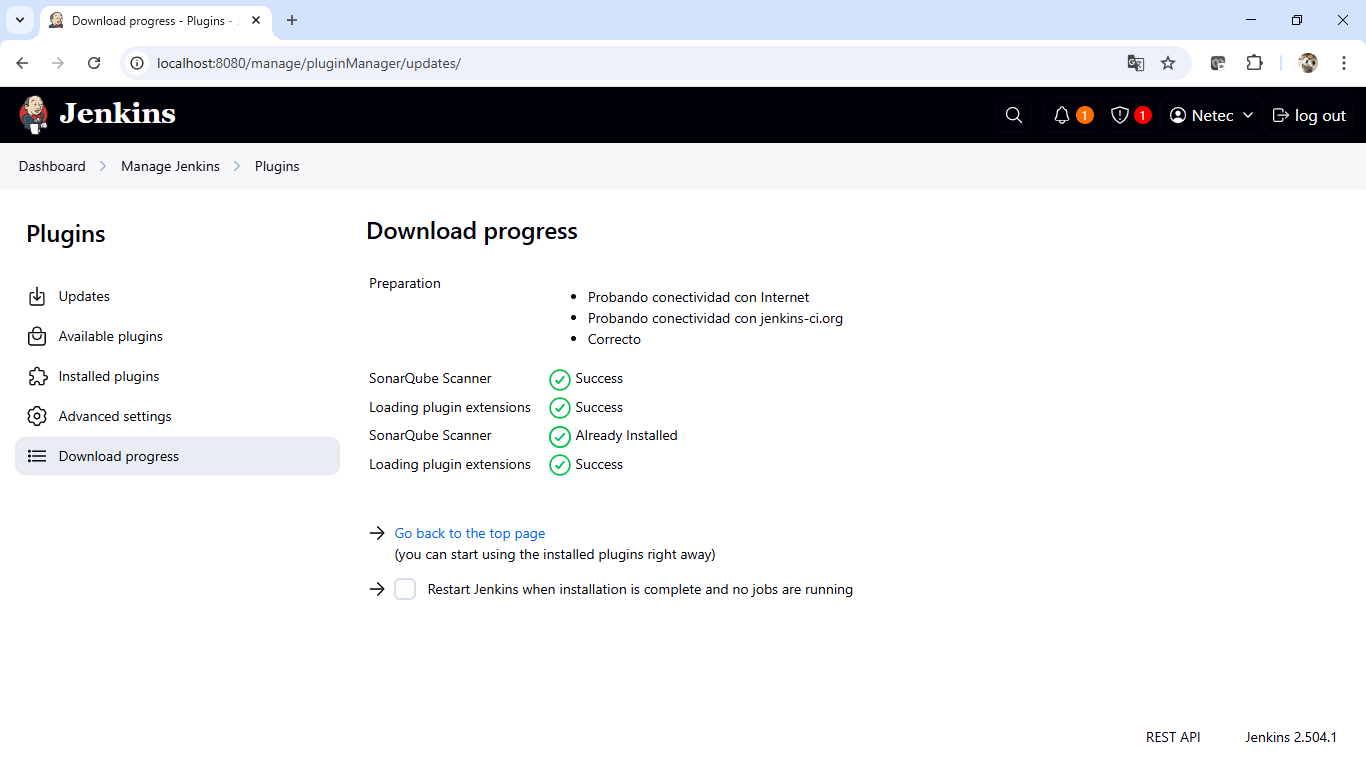 Download progress - Plugins -
localhost:8080/manage/pluginManager/updates/
Jenkins
1
1
Netec
log out
Dashboard
Manage Jenkins
Plugins
Plugins
Updates
Available plugins
Installed plugins
Advanced settings
Download progress
Download progress
Preparation
Probando conectividad con Internet
Probando conectividad con jenkins-ci.org
Correcto
SonarQube Scanner Success
Loading plugin extensions Success
SonarQube Scanner Already Installed
Loading plugin extensions Success
Go back to the top page
(you can start using the installed plugins right away)
Restart Jenkins when installation is complete and no jobs are running
REST API
Jenkins 2.504.1